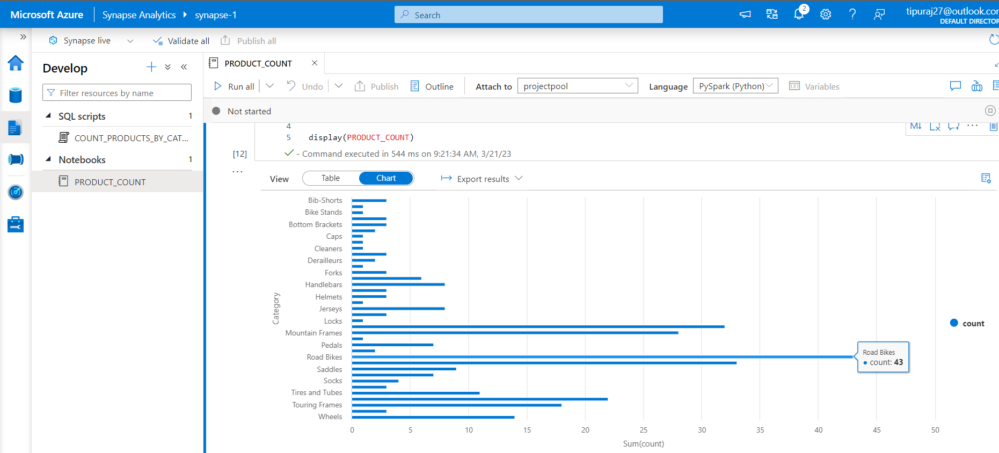 Microsoft Azure
Synapse Analytics
synapse-1
Search
2
tipuraj27@outlook.co
DEFAULT DIRECTOR
Synapse live
Validate all
Publish all
Develop
Filter resources by name
SQL scripts 1
COUNT_PRODUCTS_BY_CAT...
Notebooks 1
PRODUCT_COUNT
PRODUCT_COUNT
Run all
Undo
Publish
Outline
Attach to
projectpool
Language
PySpark (Python)
Variables
Not started
4
5 display(PRODUCT_COUNT)
[12]
- Command executed in 544 ms on 9:21:34 AM, 3/21/23
View
Table
Chart
Export results
Bib-Shorts
Bike Stands
Bottom Brackets
Caps
Cleaners
Derailleurs
Forks
Handlebars
Helmets
Jerseys
Locks
Mountain Frames
Pedals
Road Bikes
Saddles
Socks
Tires and Tubes
Touring Frames
Wheels
Category
0 5 10 15 20 25 30 35 40 45 50
Sum(count)
Road Bikes
count: 43
count